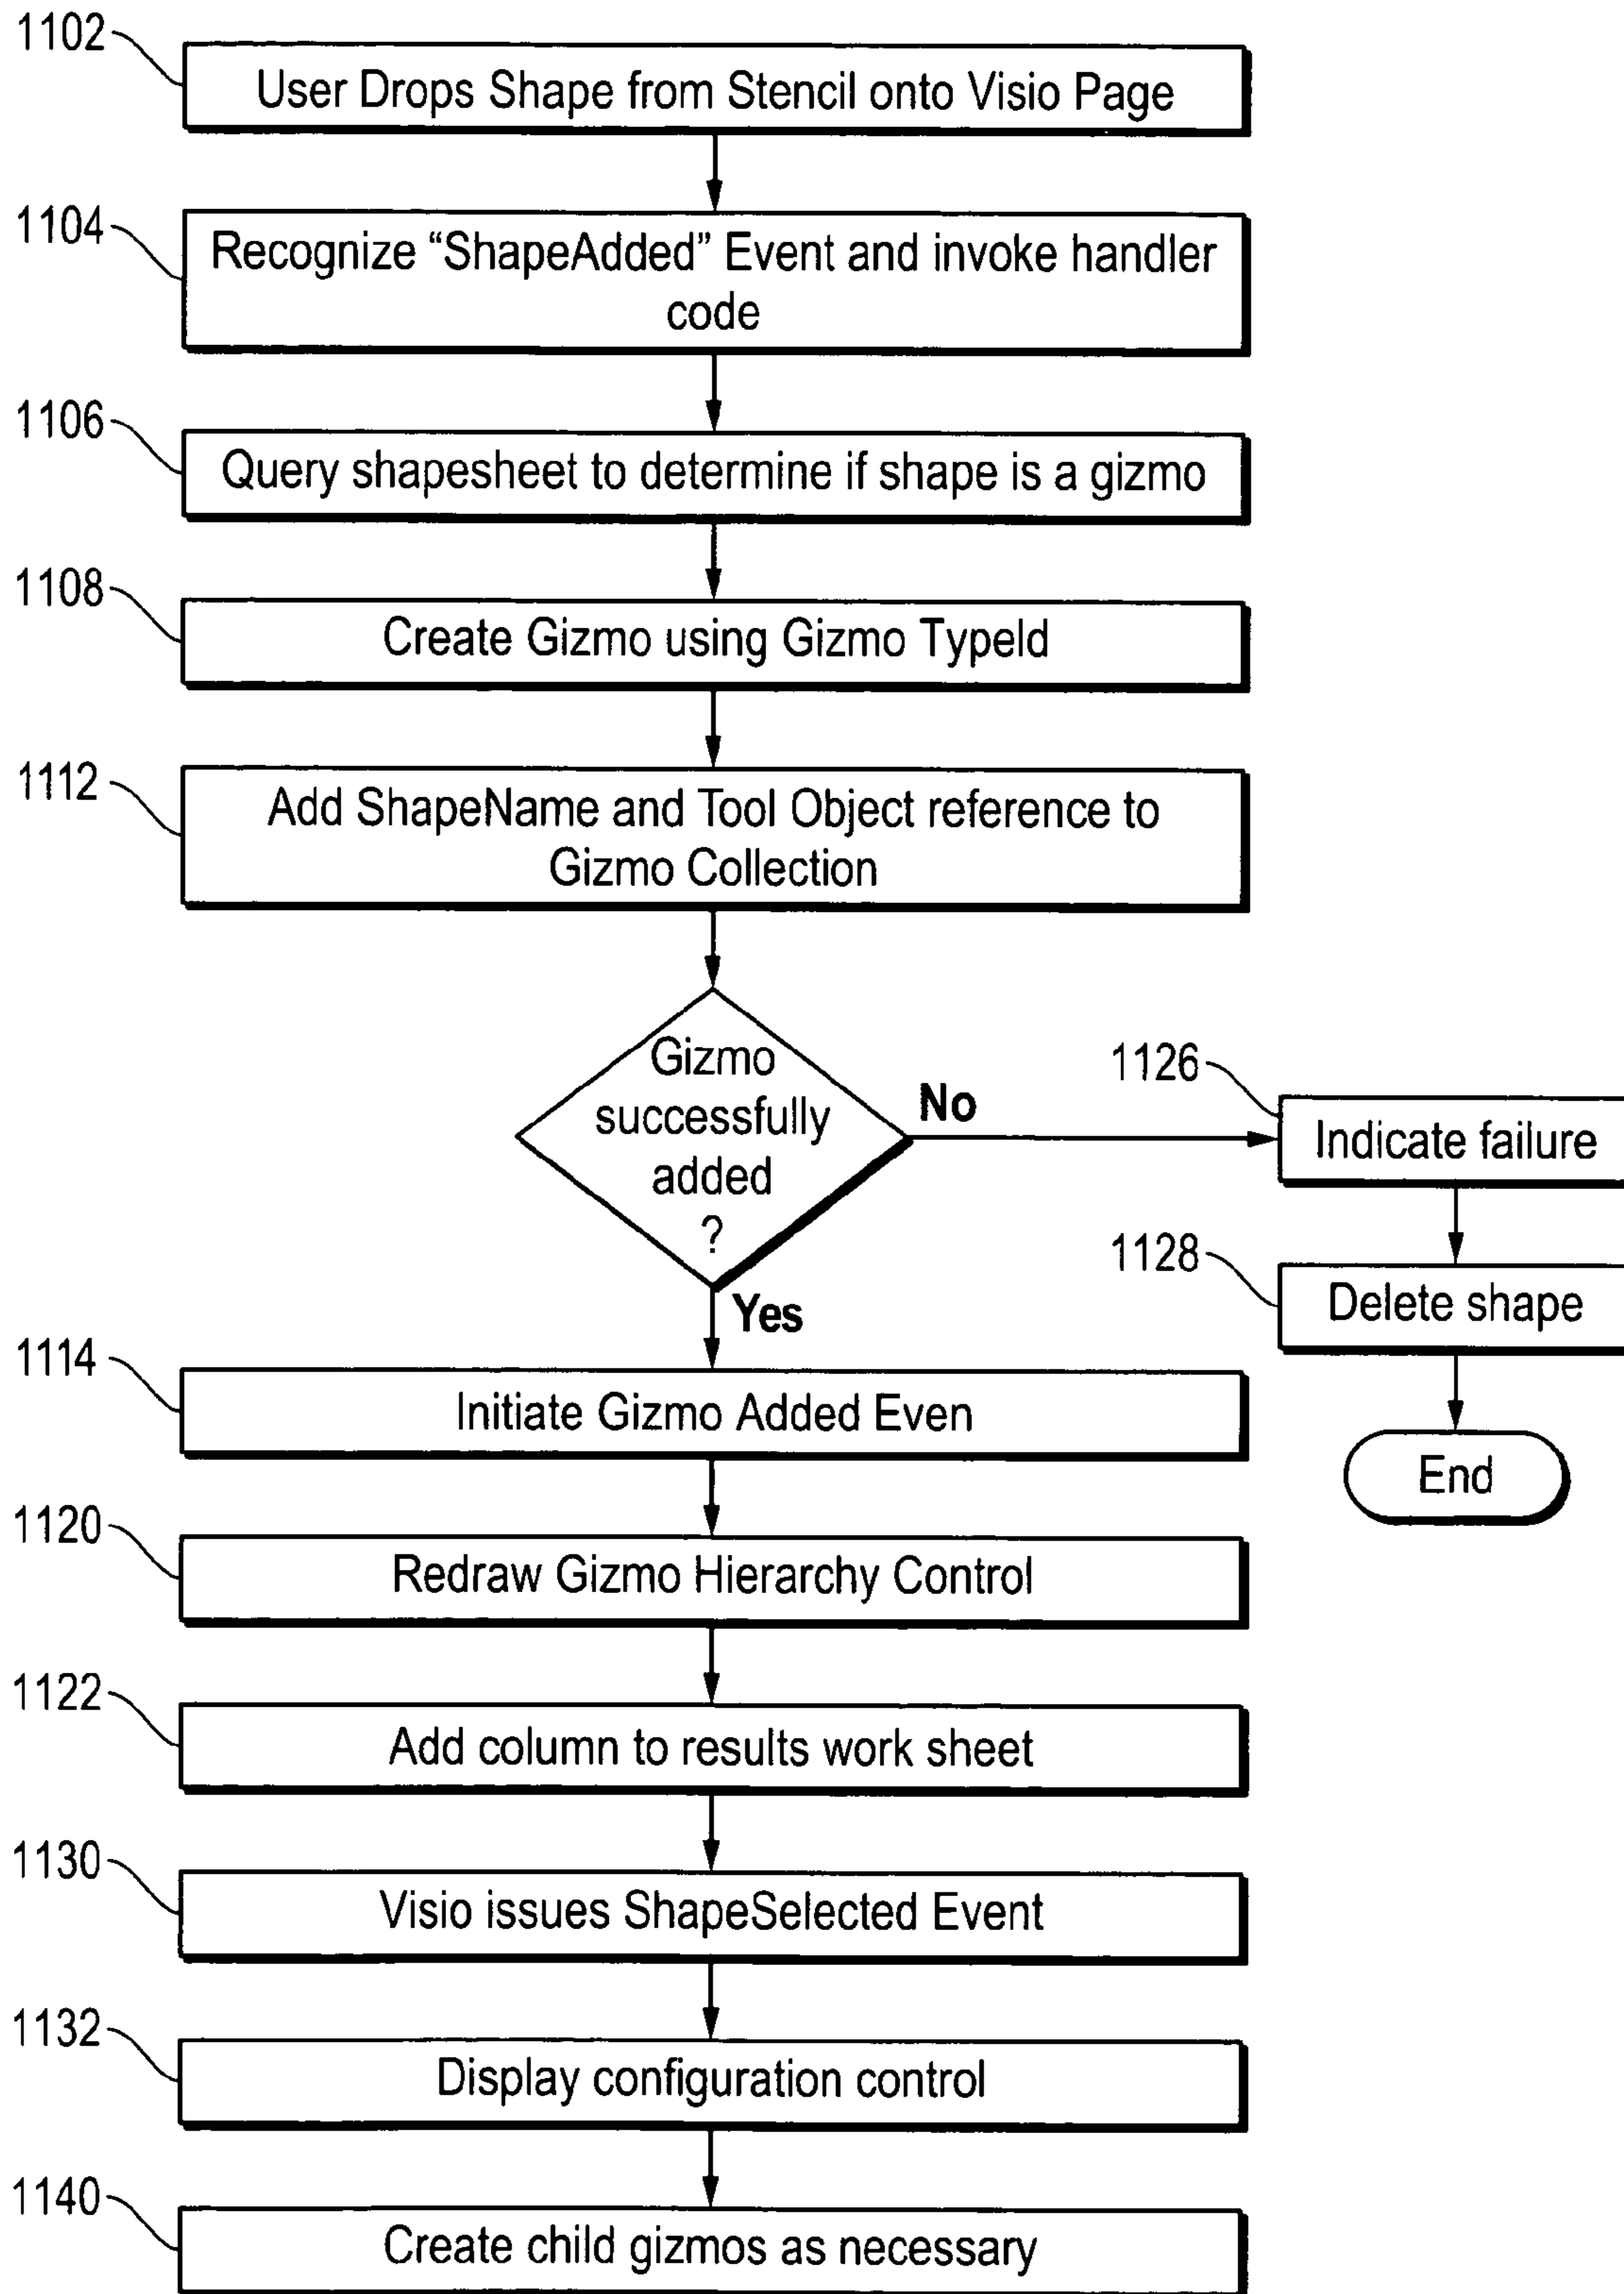 1102
User Drops Shape from Stencil onto Visio Page
1104
Recognize “ShapeAdded” Event and invoke handler
code
1106
Query shapesheet to determine if shape is a gizmo
1108
Create Gizmo using Gizmo TypeId
1112
Add ShapeName and Tool Object reference to
Gizmo Collection
Gizmo
successfully
added
?
No
1126
Indicate failure
1128
Delete shape
End
Yes
1114
Initiate Gizmo Added Even
1120
Redraw Gizmo Hierarchy Control
1122
Add column to results work sheet
1130
Visio issues ShapeSelected Event
1132
Display configuration control
1140
Create child gizmos as necessary